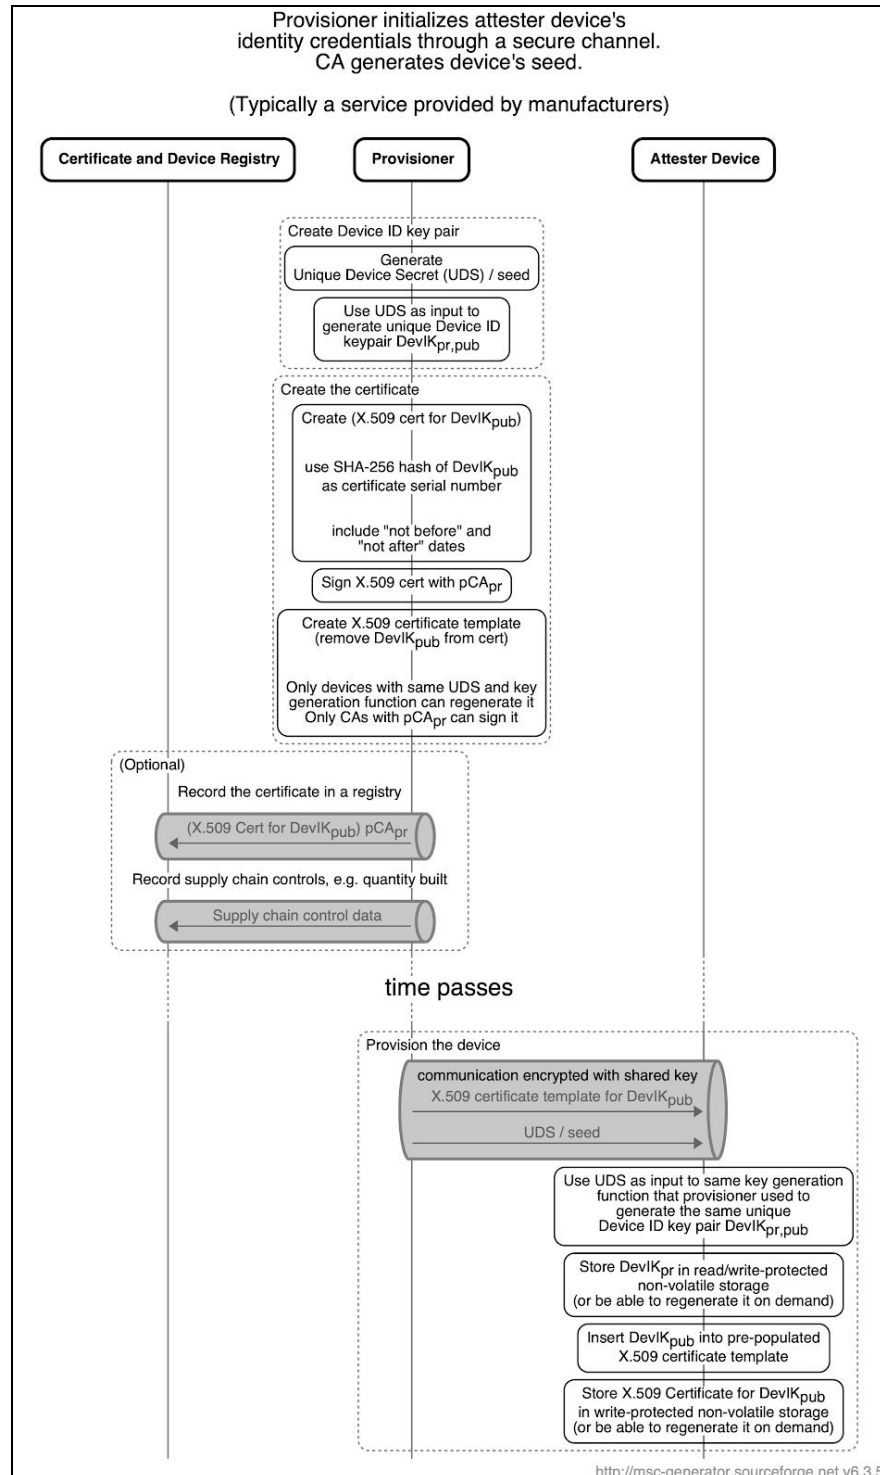 Provisioner initializes attester device's
identity credentials through a secure channel.
CA generates device's seed.
(Typically a service provided by manufacturers)
Certificate and Device Registry
Provisioner
Attester Device
Create Device ID key pair
Generate
Unique Device Secret (UDS) / seed
Use UDS as input to
generate unique Device ID
keypair DevIKpr,pub
Create the certificate
Create (X.509 cert for DevIKpub)
use SHA-256 hash of DevIKpub
as certificate serial number
include "not before" and
"not after" dates
Sign X.509 cert with pCApr
Create X.509 certificate template
(remove DevIKpub from cert)
Only devices with same UDS and key
generation function can regenerate it
Only CAs with pCApr can sign it
(Optional)
Record the certificate in a registry
(X.509 Cert for DevIKpub) pCApr
Record supply chain controls, e.g. quantity built
Supply chain control data
time passes
Provision the device
communication encrypted with shared key
X.509 certificate template for DevIKpub
UDS / seed
Use UDS as input to same key generation
function that provisioner used to
generate the same unique
Device ID key pair DevIKpr,pub
Store DevIKpr in read/write-protected
non-volatile storage
(or be able to regenerate it on demand)
Insert DevIKpub into pre-populated
X.509 certificate template
Store X.509 Certificate for DevIKpub
in write-protected non-volatile storage
(or be able to regenerate it on demand)
http://msc-generator.sourceforge.net v6.3.5